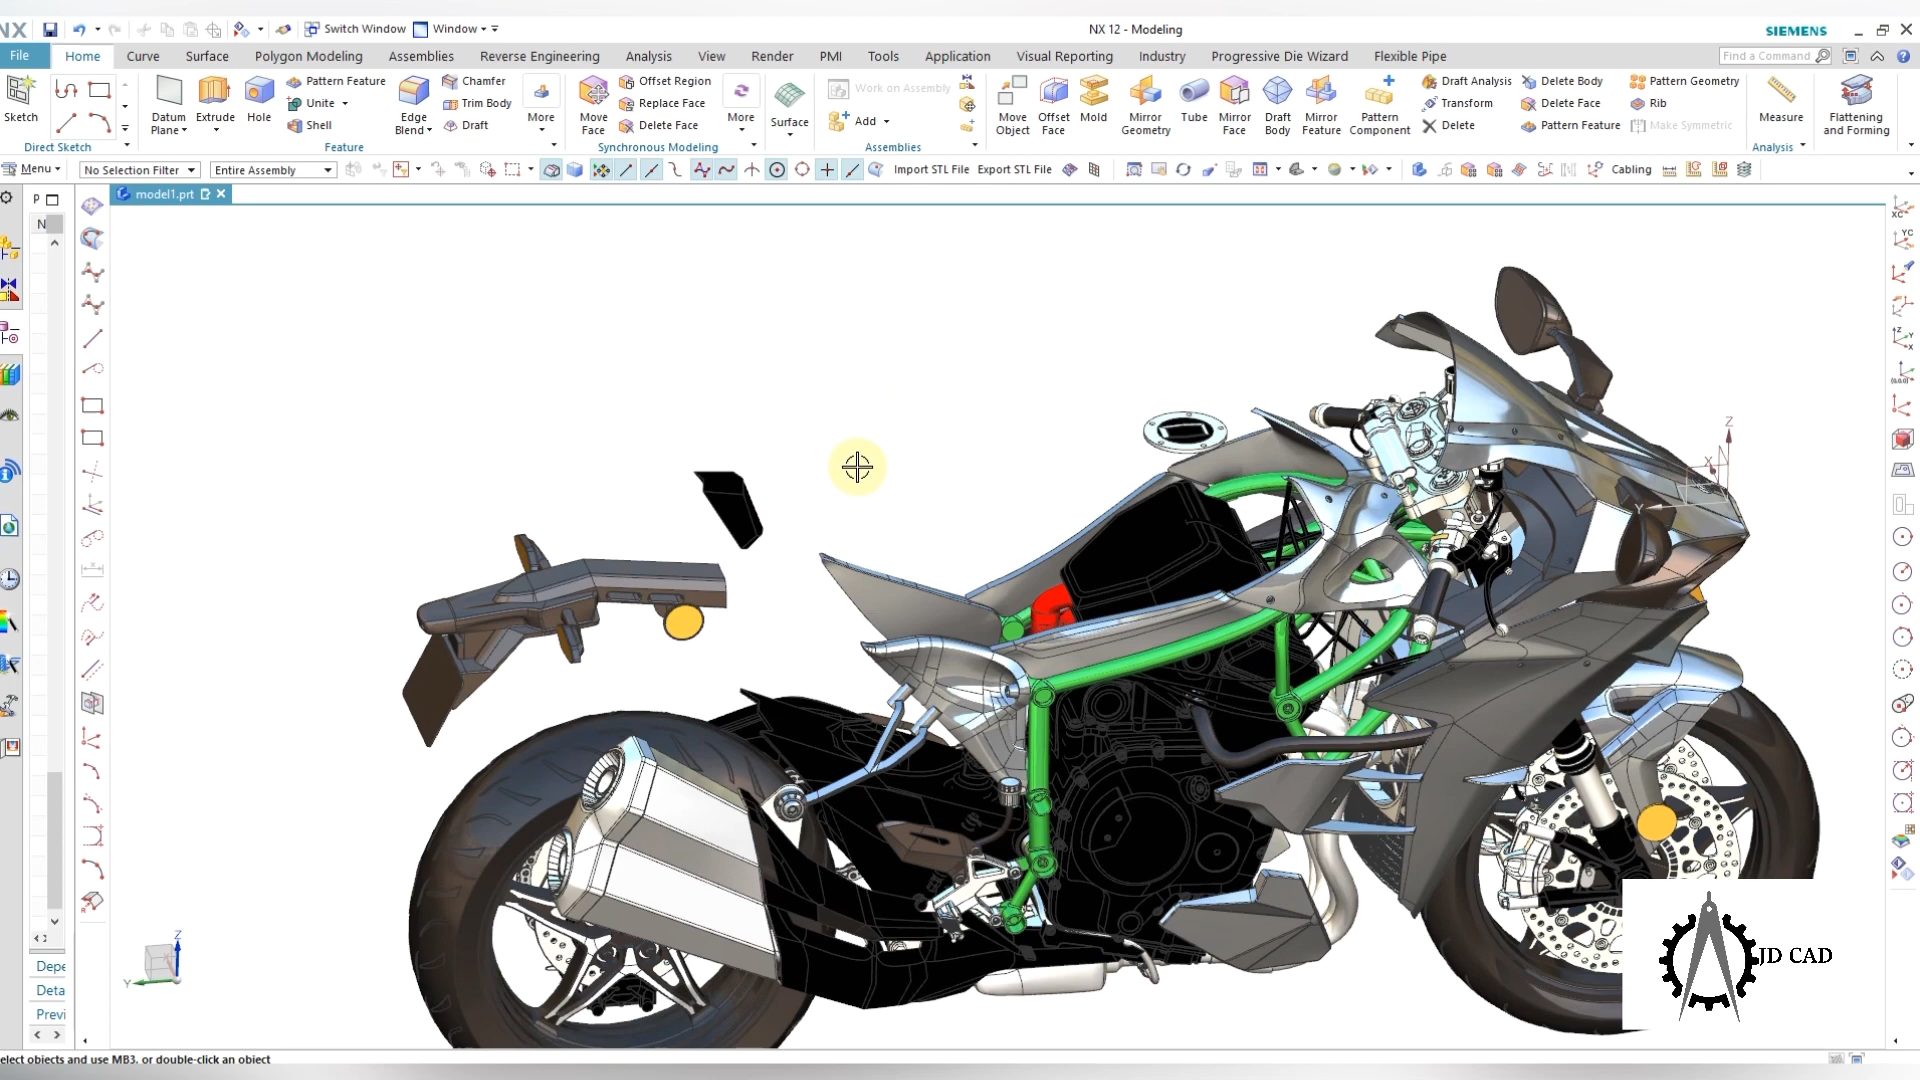 NX Switch Window Window NX 12 - Modeling SIEMENS
File Home Curve Surface Polygon Modeling Assemblies Reverse Engineering Analysis View Render PMI Tools Application Visual Reporting Industry Progressive Die Wizard Flexible Pipe Find a Command
Sketch
Direct Sketch
Datum Plane
Extrude
Hole
Pattern Feature
Unite
Shell
Edge Blend
Chamfer
Trim Body
Draft
More
Feature
Move Face
Offset Region
Replace Face
Delete Face
More
Synchronous Modeling
Surface
Work on Assembly
Add
Assemblies
Move Object
Offset Face
Mold
Mirror Geometry
Tube
Mirror Face
Draft Body
Mirror Feature
Pattern Component
Draft Analysis
Transform
Delete
Delete Body
Delete Face
Pattern Feature
Pattern Geometry
Rib
Make Symmetric
Measure
Analysis
Flattening and Forming
Menu No Selection Filter Entire Assembly Import STL File Export STL File Cabling
model1.prt
P
N
XC
YC
Z
X
Y
Z
Y
Depe
Deta
Previ
JD CAD
elect objects and use MB3, or double-click an object